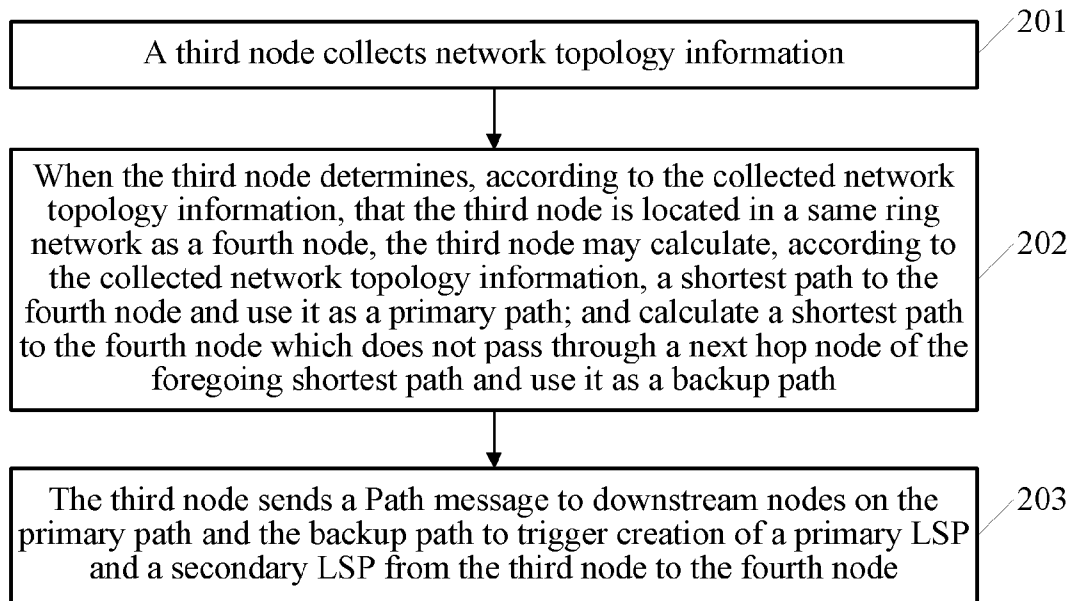 201
A third node collects network topology information
When the third node determines, according to the collected network
topology information, that the third node is located in a same ring
network as a fourth node, the third node may calculate, according to
the collected network topology information, a shortest path to the
fourth node and use it as a primary path; and calculate a shortest path
to the fourth node which does not pass through a next hop node of the
foregoing shortest path and use it as a backup path
202
The third node sends a Path message to downstream nodes on the
primary path and the backup path to trigger creation of a primary LSP
and a secondary LSP from the third node to the fourth node
203